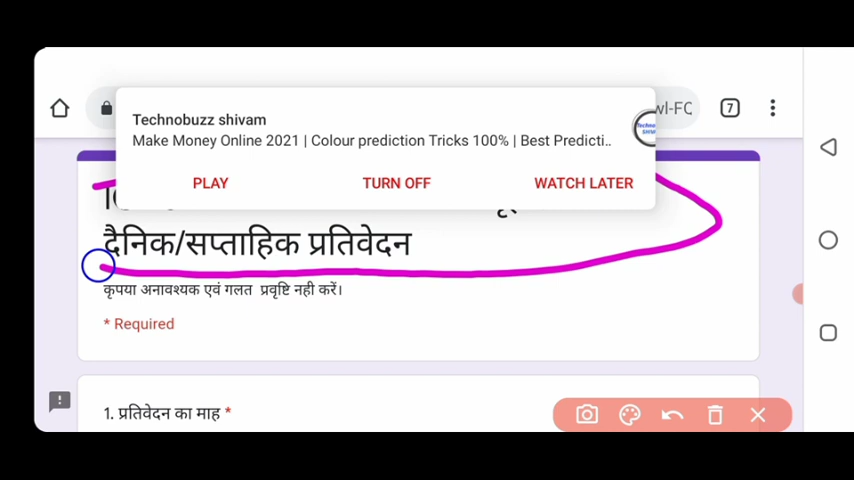 Technobuzz shivam
Make Money Online 2021 | Colour prediction Tricks 100% | Best Predicti..
wl-FC
7
PLAY
TURN OFF
WATCH LATER
दैनिक/सप्ताहिक प्रतिवेदन
कृपया अनावश्यक एवं गलत प्रवृष्टि नही करें।
* Required
1. प्रतिवेदन का माह *